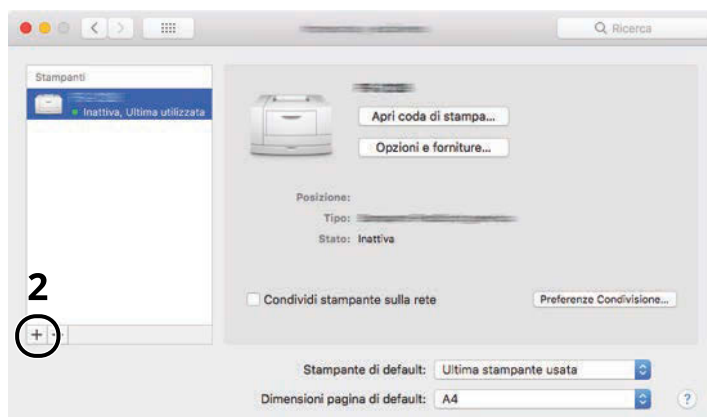 Ricerca
Stampanti
Inattiva, Ultima utilizzata
Apri coda di stampa...
Opzioni e forniture...
Posizione:
Tipo:
Stato: Inattiva
2
Condividi stampante sulla rete Preferenze Condivisione...
+ -
Stampante di default: Ultima stampante usata
Dimensioni pagina di default: A4 ?